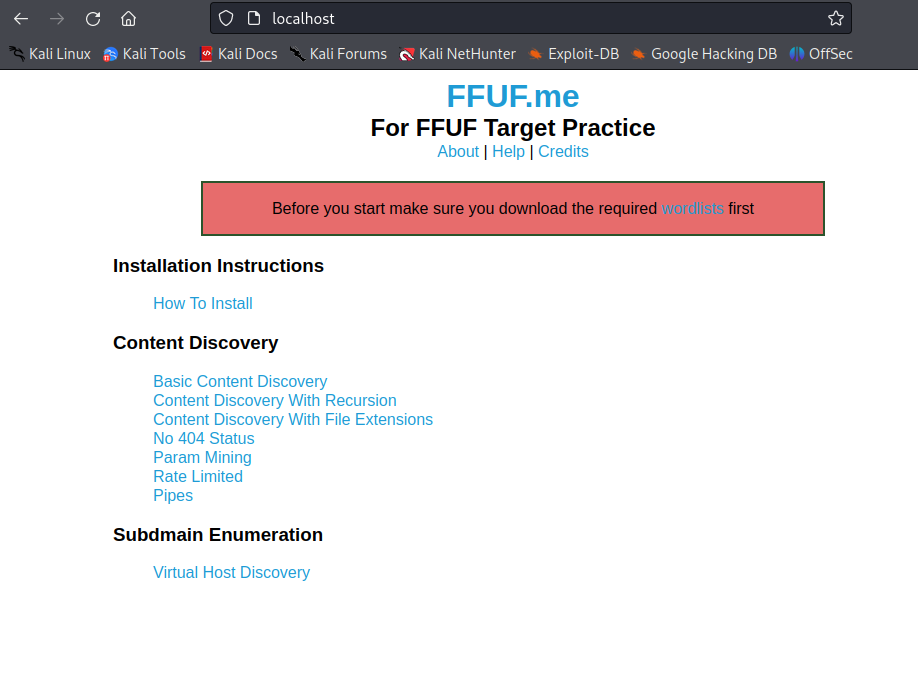 localhost
Kali Linux Kali Tools Kali Docs Kali Forums Kali NetHunter Exploit-DB Google Hacking DB OffSec
FFUF.me
For FFUF Target Practice
About | Help | Credits
Before you start make sure you download the required wordlists first
Installation Instructions
How To Install
Content Discovery
Basic Content Discovery
Content Discovery With Recursion
Content Discovery With File Extensions
No 404 Status
Param Mining
Rate Limited
Pipes
Subdmain Enumeration
Virtual Host Discovery